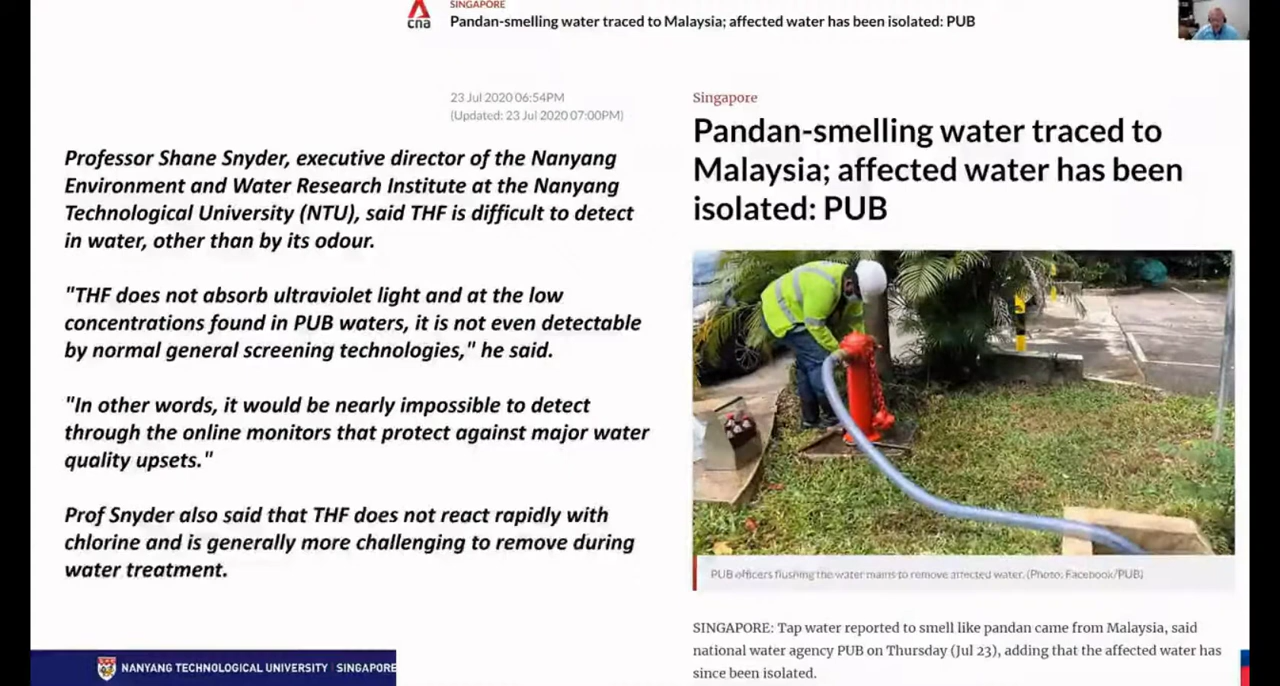 cna
SINGAPORE
Pandan-smelling water traced to Malaysia; affected water has been isolated: PUB
23 Jul 2020 06:54PM
(Updated: 23 Jul 2020 07:00PM)
Professor Shane Snyder, executive director of the Nanyang
Environment and Water Research Institute at the Nanyang
Technological University (NTU), said THF is difficult to detect
in water, other than by its odour.
"THF does not absorb ultraviolet light and at the low
concentrations found in PUB waters, it is not even detectable
by normal general screening technologies," he said.
"In other words, it would be nearly impossible to detect
through the online monitors that protect against major water
quality upsets."
Prof Snyder also said that THF does not react rapidly with
chlorine and is generally more challenging to remove during
water treatment.
Singapore
Pandan-smelling water traced to
Malaysia; affected water has been
isolated: PUB
PUB officers flushing the water mains to remove affected water. (Photo: Facebook/PUB)
SINGAPORE: Tap water reported to smell like pandan came from Malaysia, said
national water agency PUB on Thursday (Jul 23), adding that the affected water has
since been isolated.
NANYANG TECHNOLOGICAL UNIVERSITY | SINGAPORE